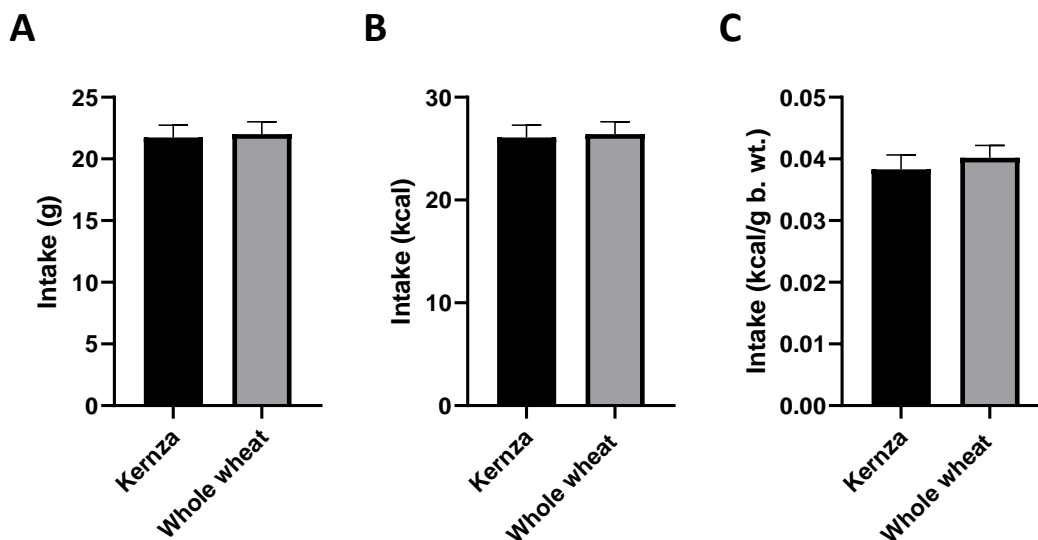 A
B
C
Intake (g)
25
20
15
10
5
0
Kernza
Whole wheat
Intake (kcal)
30
20
10
0
Kernza
Whole wheat
Intake (kcal/g b. wt.)
0.05
0.04
0.03
0.02
0.01
0.00
Kernza
Whole wheat